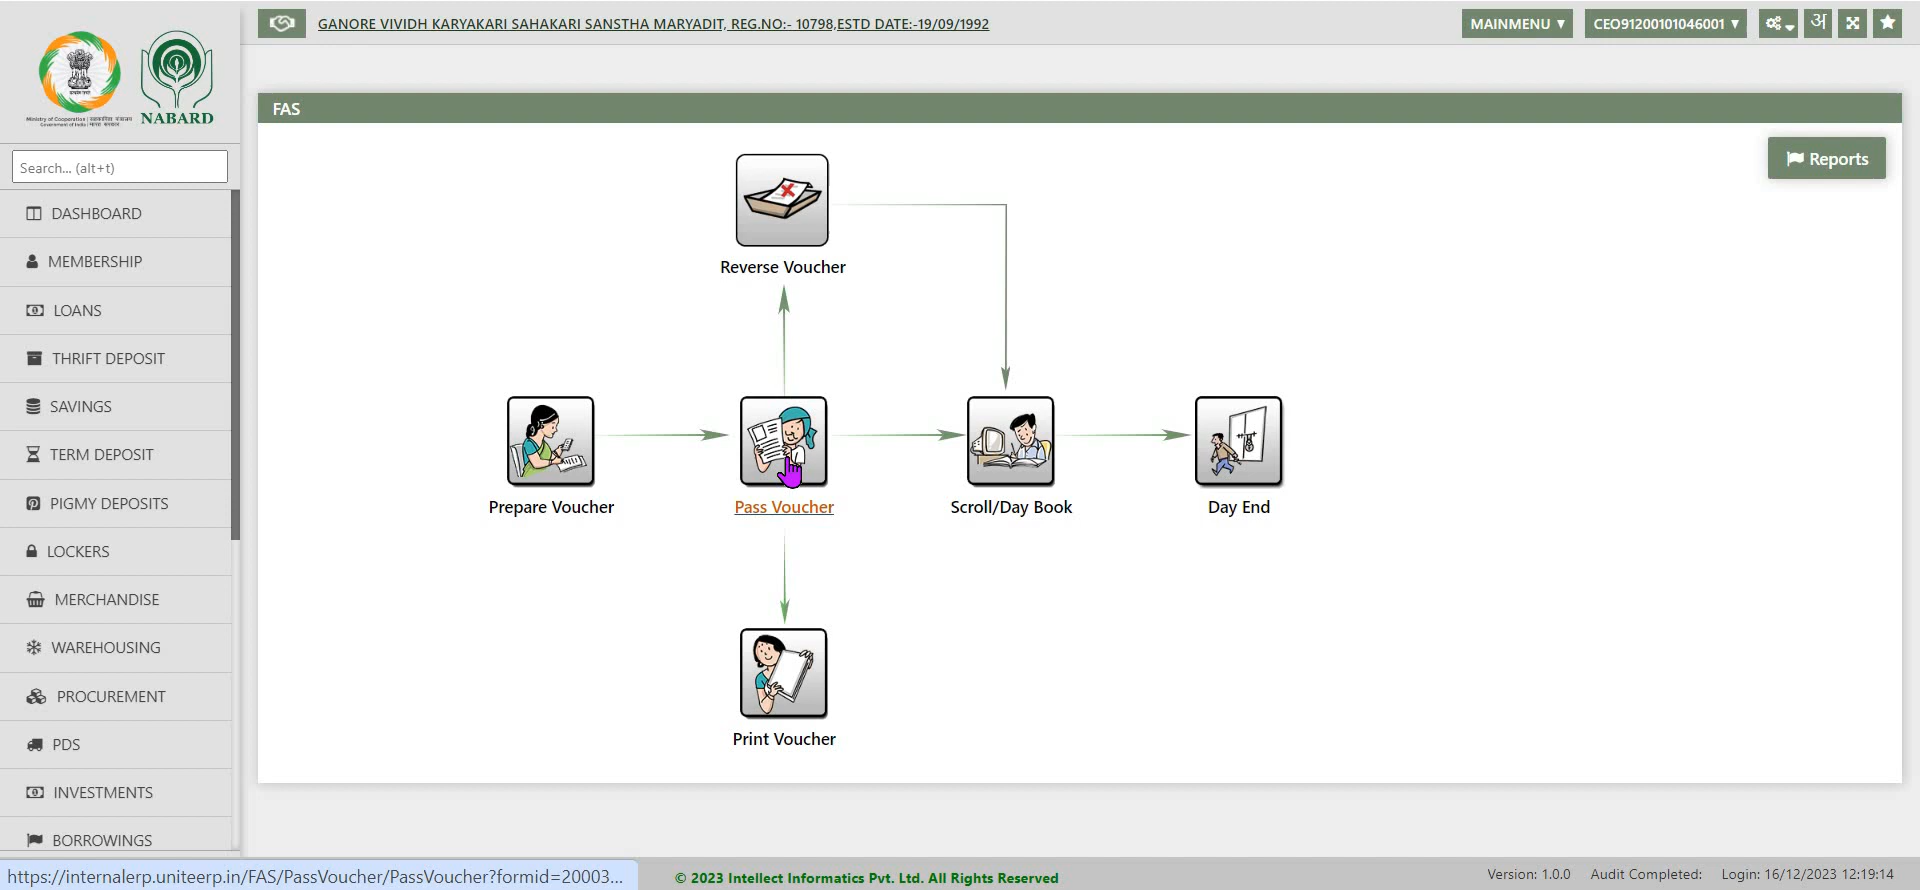 GANORE VIVIDH KARYAKARI SAHAKARI SANSTHA MARYADIT, REG.NO:- 10798,ESTD DATE:-19/09/1992
MAINMENU ▾
CEO91200101046001 ▾
अ
NABARD
Search... (alt+t)
DASHBOARD
MEMBERSHIP
LOANS
THRIFT DEPOSIT
SAVINGS
TERM DEPOSIT
PIGMY DEPOSITS
LOCKERS
MERCHANDISE
WAREHOUSING
PROCUREMENT
PDS
INVESTMENTS
BORROWINGS
FAS
Reports
Reverse Voucher
Prepare Voucher
Pass Voucher
Scroll/Day Book
Day End
Print Voucher
https://internalerp.uniteerp.in/FAS/PassVoucher/PassVoucher?formid=20003...
© 2023 Intellect Informatics Pvt. Ltd. All Rights Reserved
Version: 1.0.0
Audit Completed:
Login: 16/12/2023 12:19:14